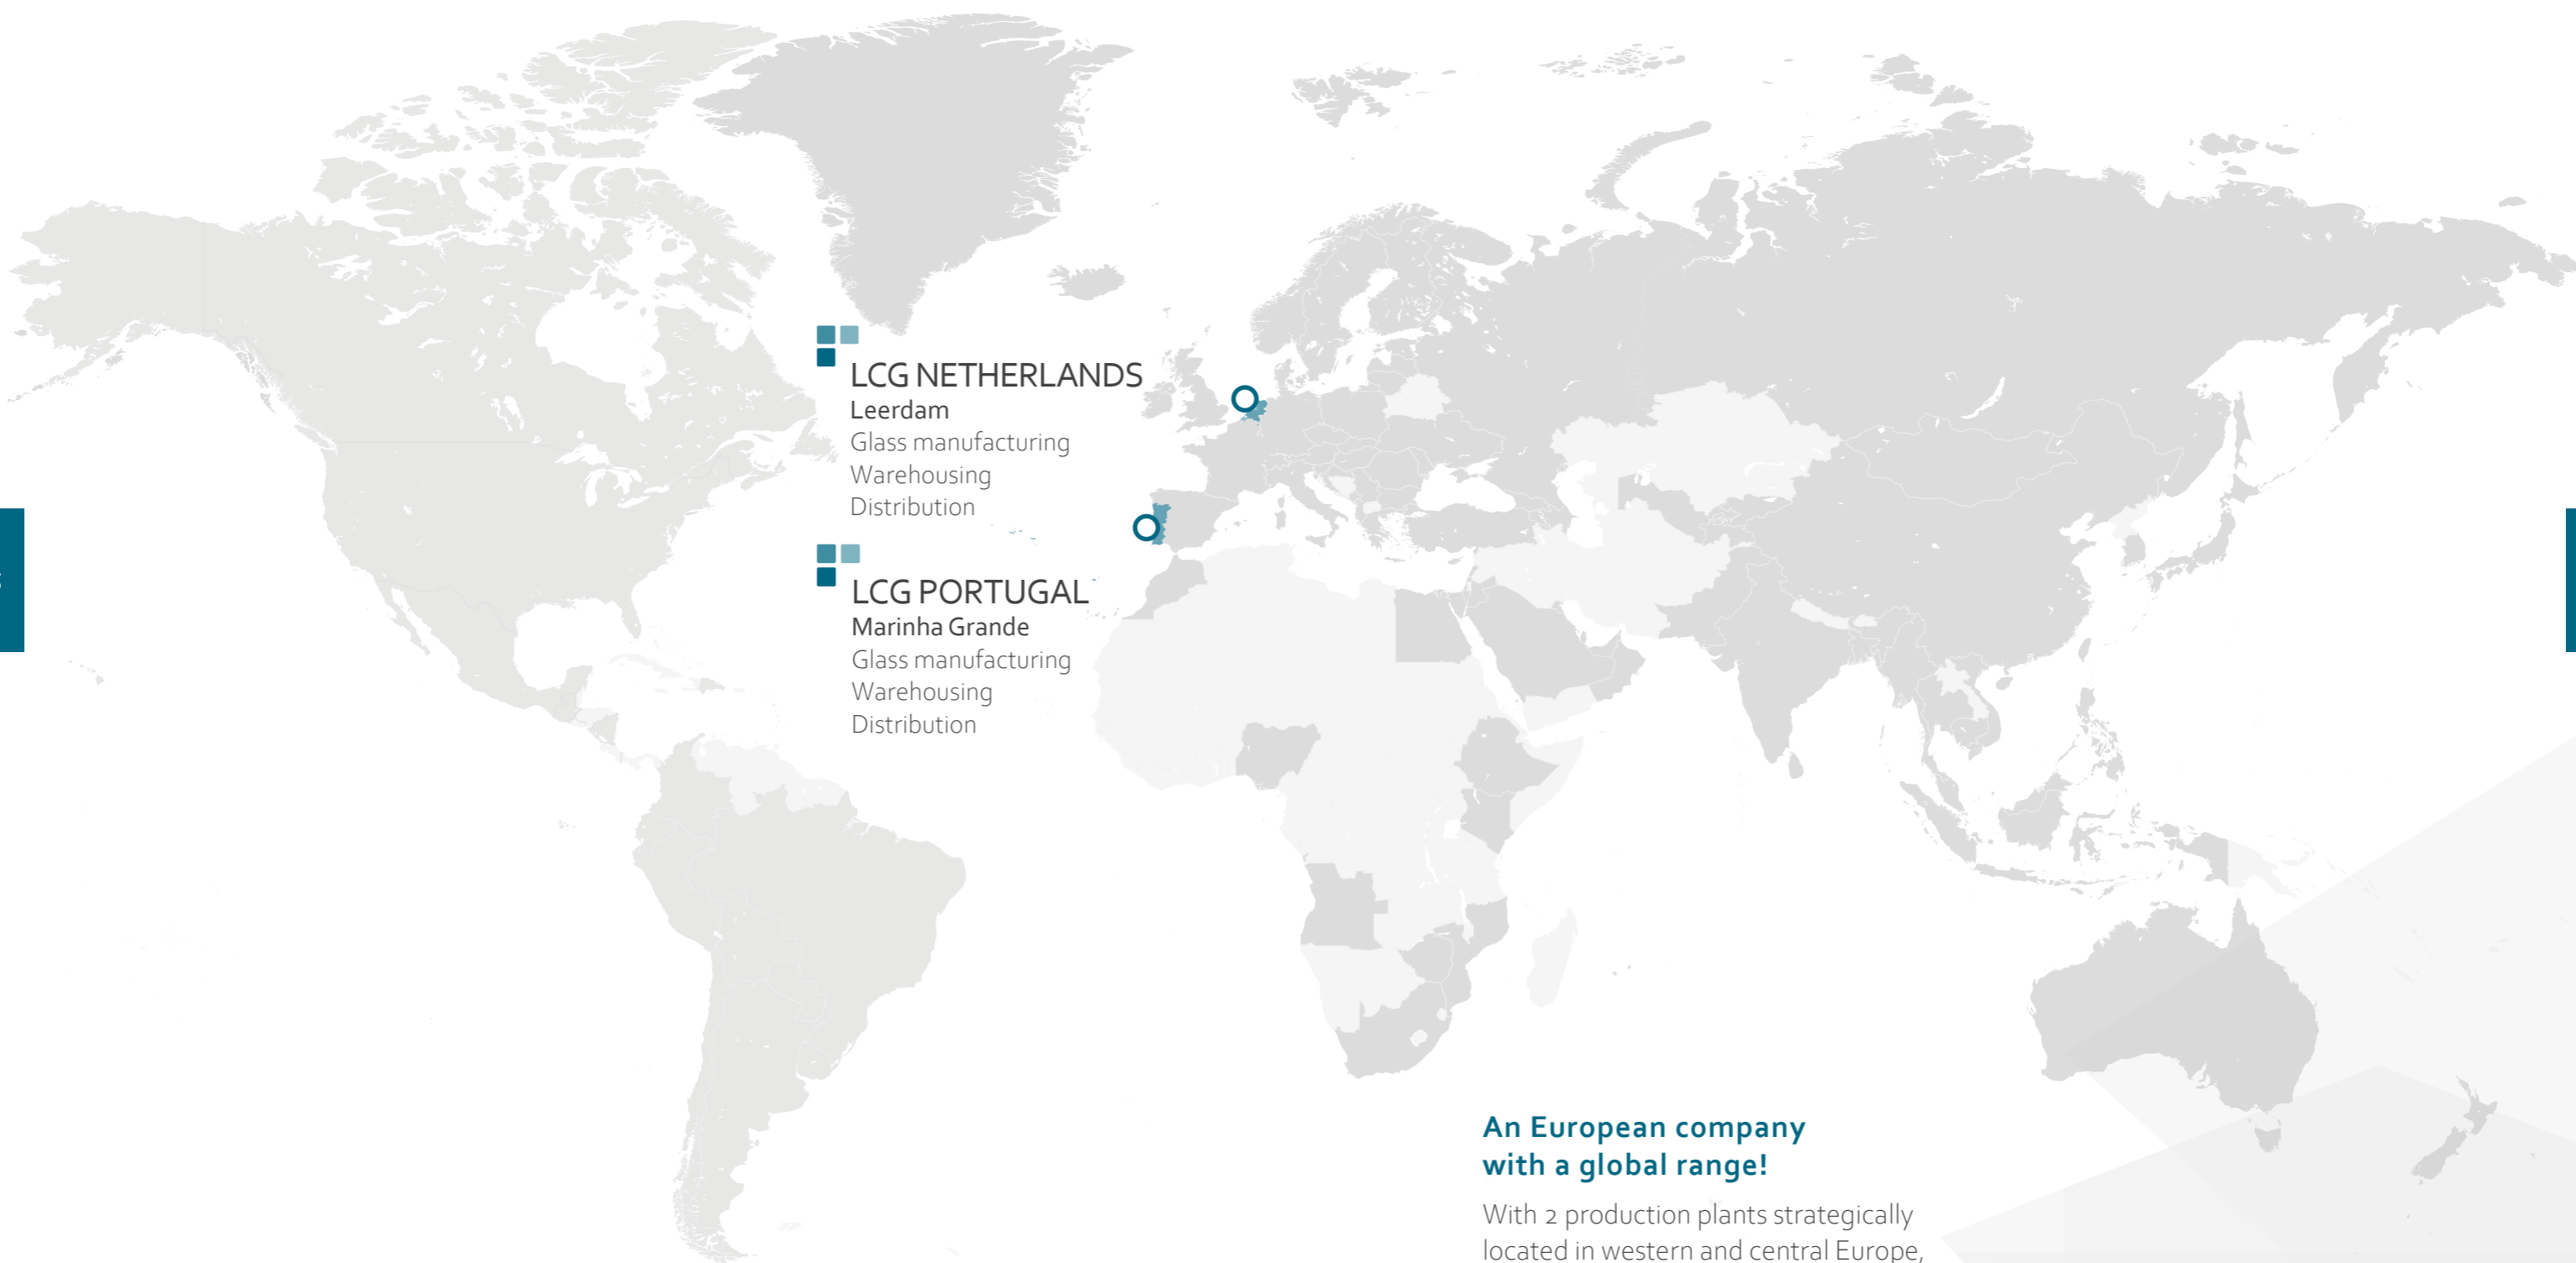 LCG NETHERLANDS
Leerdam
Glass manufacturing
Warehousing
Distribution
LCG PORTUGAL
Marinha Grande
Glass manufacturing
Warehousing
Distribution
An European company
with a global range!
With 2 production plants strategically
located in western and central Europe,